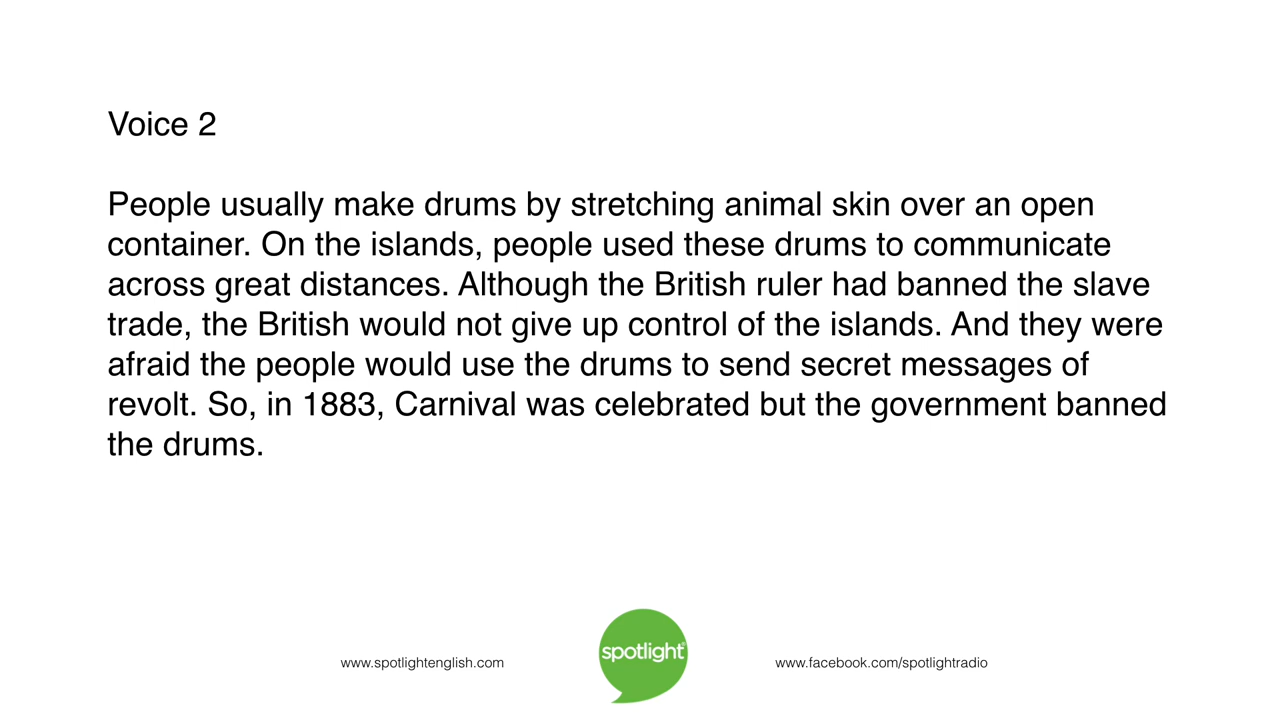 Voice 2
People usually make drums by stretching animal skin over an open
container. On the islands, people used these drums to communicate
across great distances. Although the British ruler had banned the slave
trade, the British would not give up control of the islands. And they were
afraid the people would use the drums to send secret messages of
revolt. So, in 1883, Carnival was celebrated but the government banned
the drums.
www.spotlightenglish.com
spotlight®
www.facebook.com/spotlightradio